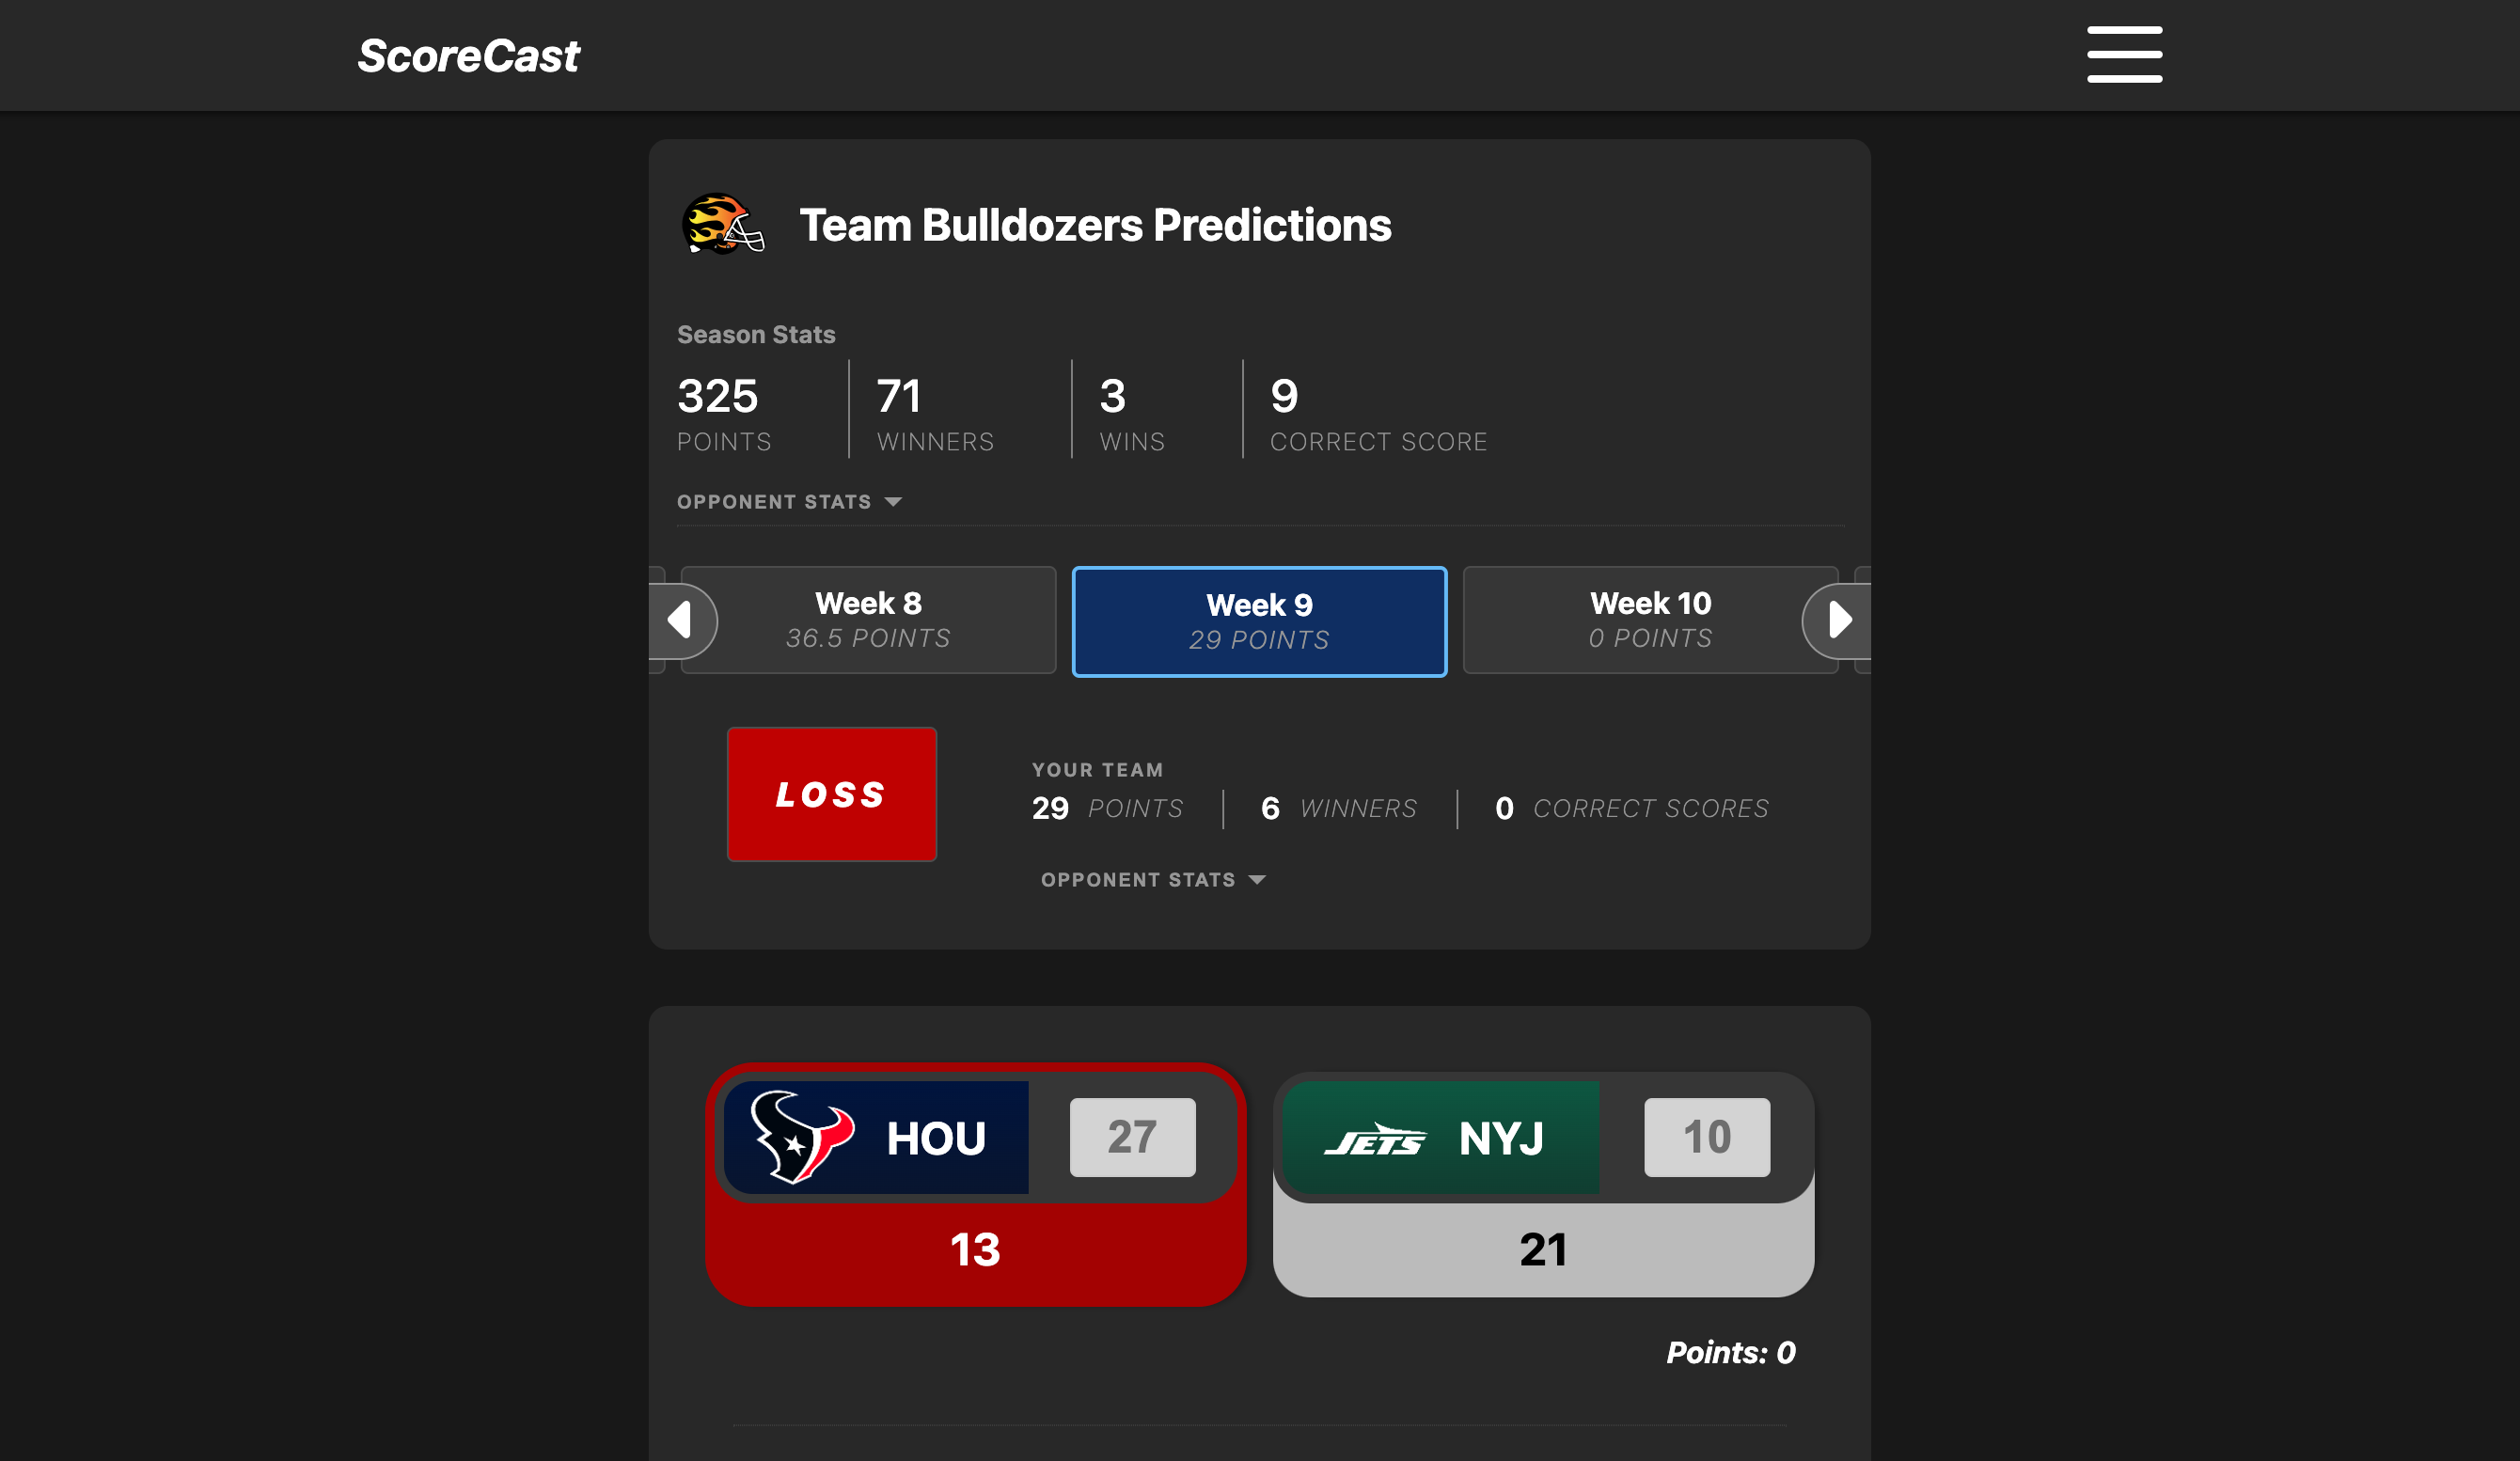 ScoreCast
Team Bulldozers Predictions
Season Stats
325
POINTS
71
WINNERS
3
WINS
9
CORRECT SCORE
OPPONENT STATS
Week 8
36.5 POINTS
Week 9
29 POINTS
Week 10
0 POINTS
LOSS
YOUR TEAM
29 POINTS
6 WINNERS
0 CORRECT SCORES
OPPONENT STATS
HOU
27
13
JETS
NYJ
10
21
Points: 0